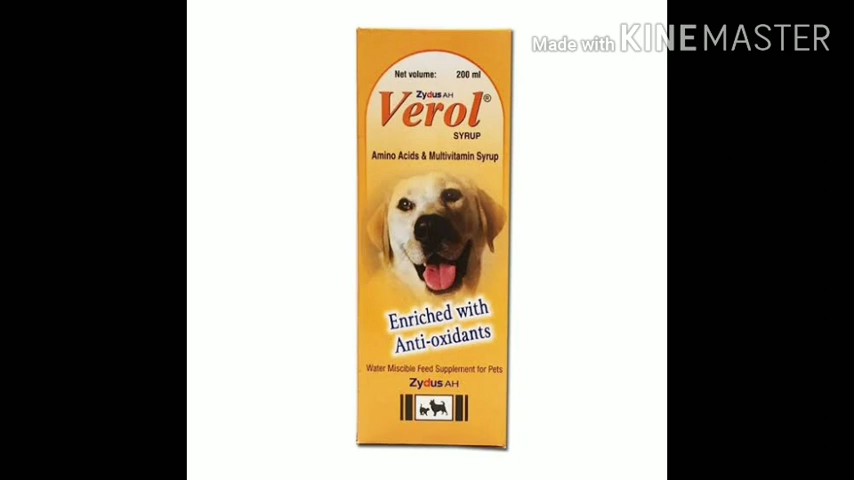 Made with KINEMASTER
Net volume: 200 ml
Zydus AH
Verol®
SYRUP
Amino Acids & Multivitamin Syrup
Enriched with
Anti-oxidants
Water Miscible Feed Supplement for Pets
Zydus AH